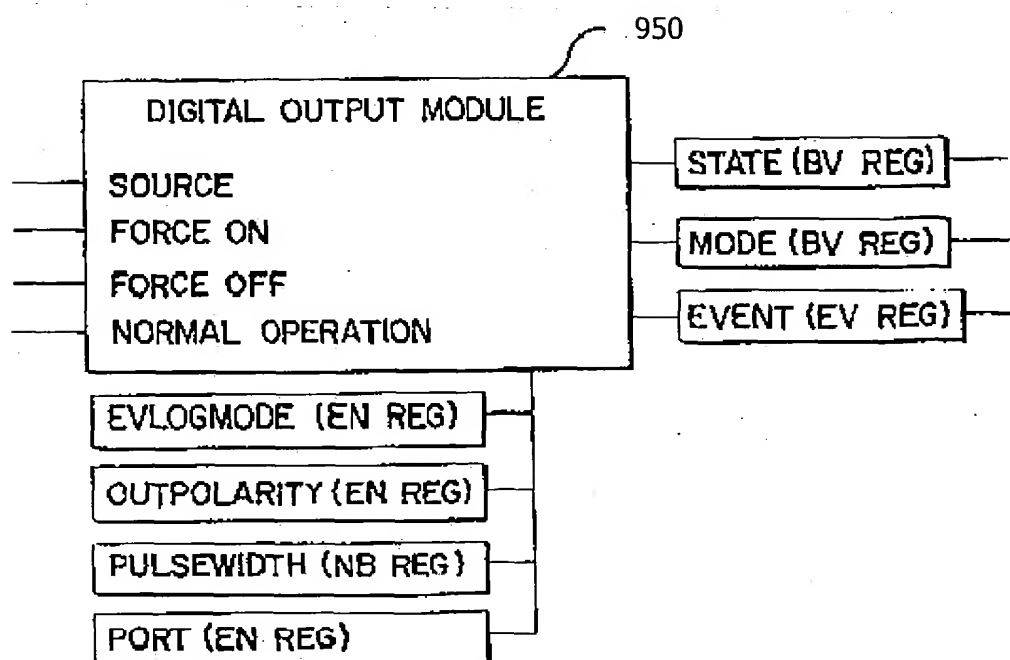 950
DIGITAL OUTPUT MODULE
SOURCE
FORCE ON
FORCE OFF
NORMAL OPERATION
STATE (BV REG)
MODE (BV REG)
EVENT (EV REG)
EVLOGMODE (EN REG)
OUTPOLARITY (EN REG)
PULSEWIDTH (NB REG)
PORT (EN REG)